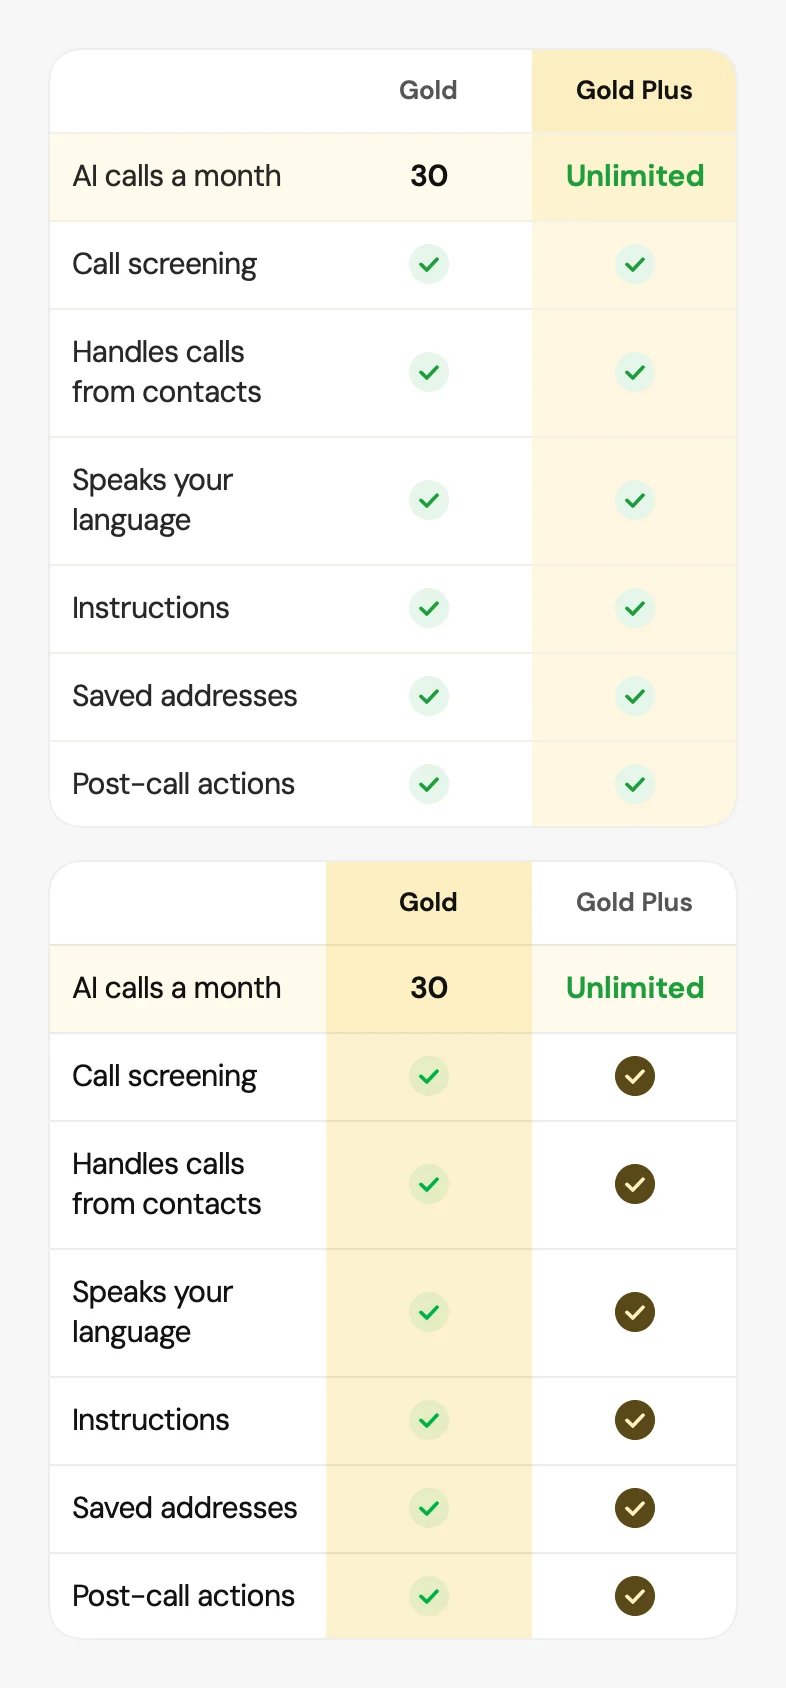 Gold Gold Plus
AI calls a month 30 Unlimited
Call screening
Handles calls
from contacts
Speaks your
language
Instructions
Saved addresses
Post-call actions
Gold Gold Plus
AI calls a month 30 Unlimited
Call screening
Handles calls
from contacts
Speaks your
language
Instructions
Saved addresses
Post-call actions